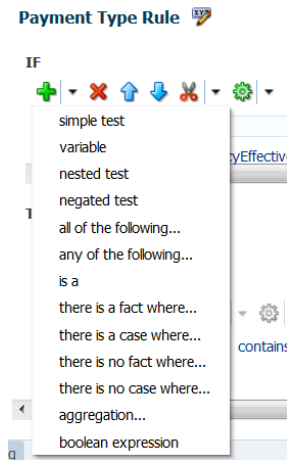 Payment Type Rule
IF
simple test
variable
yEffectiv
nested test
negated test
T
all of the following...
any of the following...
is a
there is a fact where...
there is a case where...
contains
there is no fact where...
there is no case where...
aggregation...
boolean expression
g